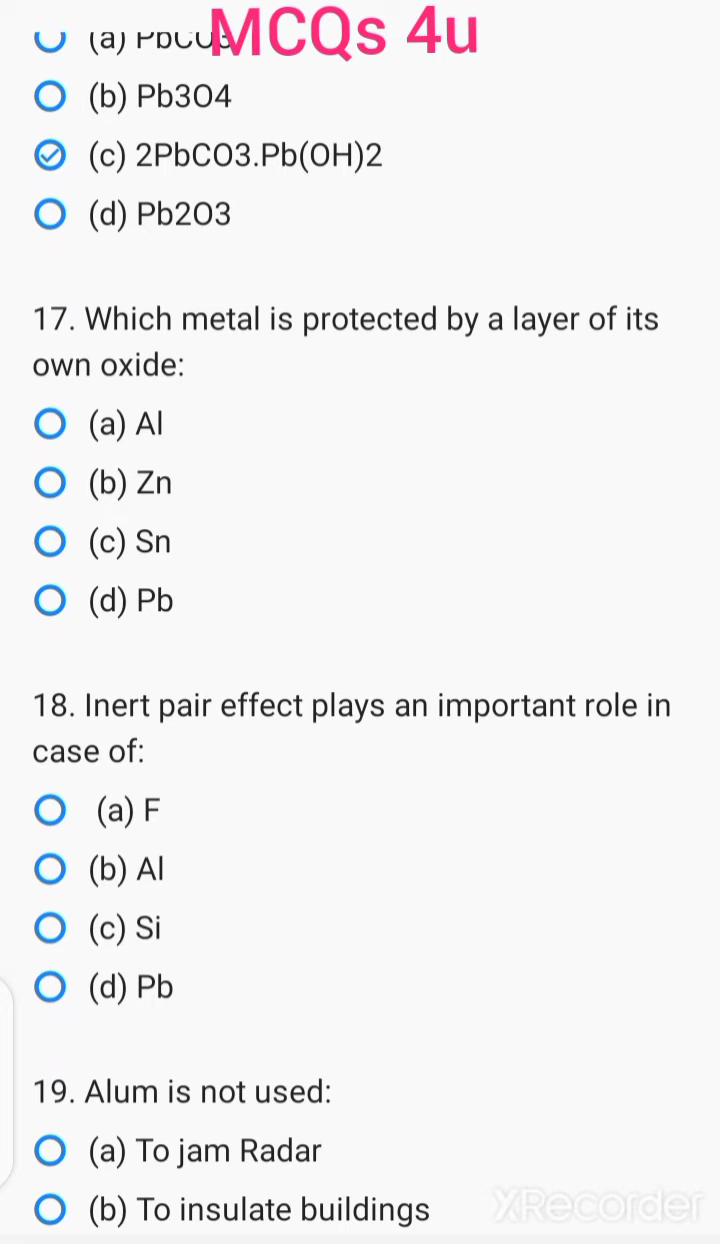 MCQs 4u
(a)
(b) Pb3O4
(c) 2PbCO3.Pb(OH)2
(d) Pb2O3
17. Which metal is protected by a layer of its
own oxide:
(a) Al
(b) Zn
(c) Sn
(d) Pb
18. Inert pair effect plays an important role in
case of:
(a) F
(b) Al
(c) Si
(d) Pb
19. Alum is not used:
(a) To jam Radar
(b) To insulate buildings
XRecorder